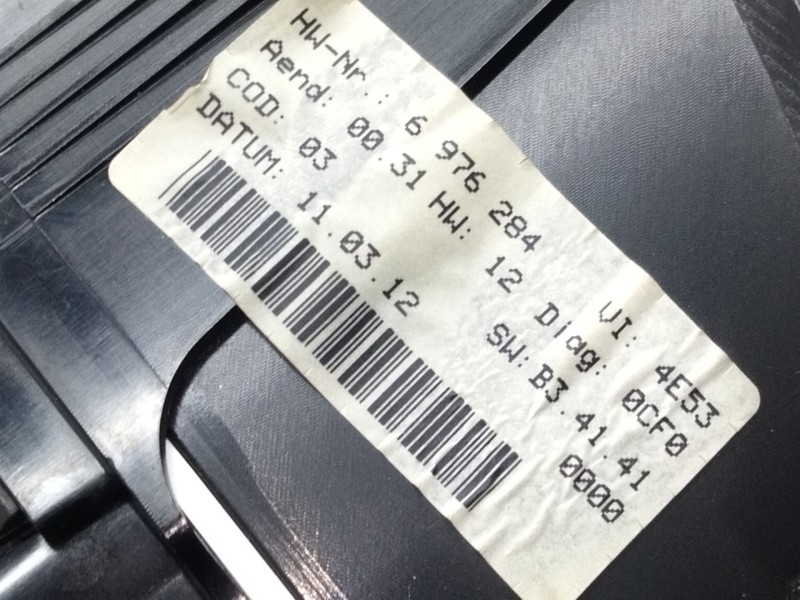 HW-Nr.: 6 976 284 VI: 4E53
Aend: 00.31 HW: 12 Diag: 0CF0
COD: 03 SW: B3.41.41
DATUM: 11.03.12 0000